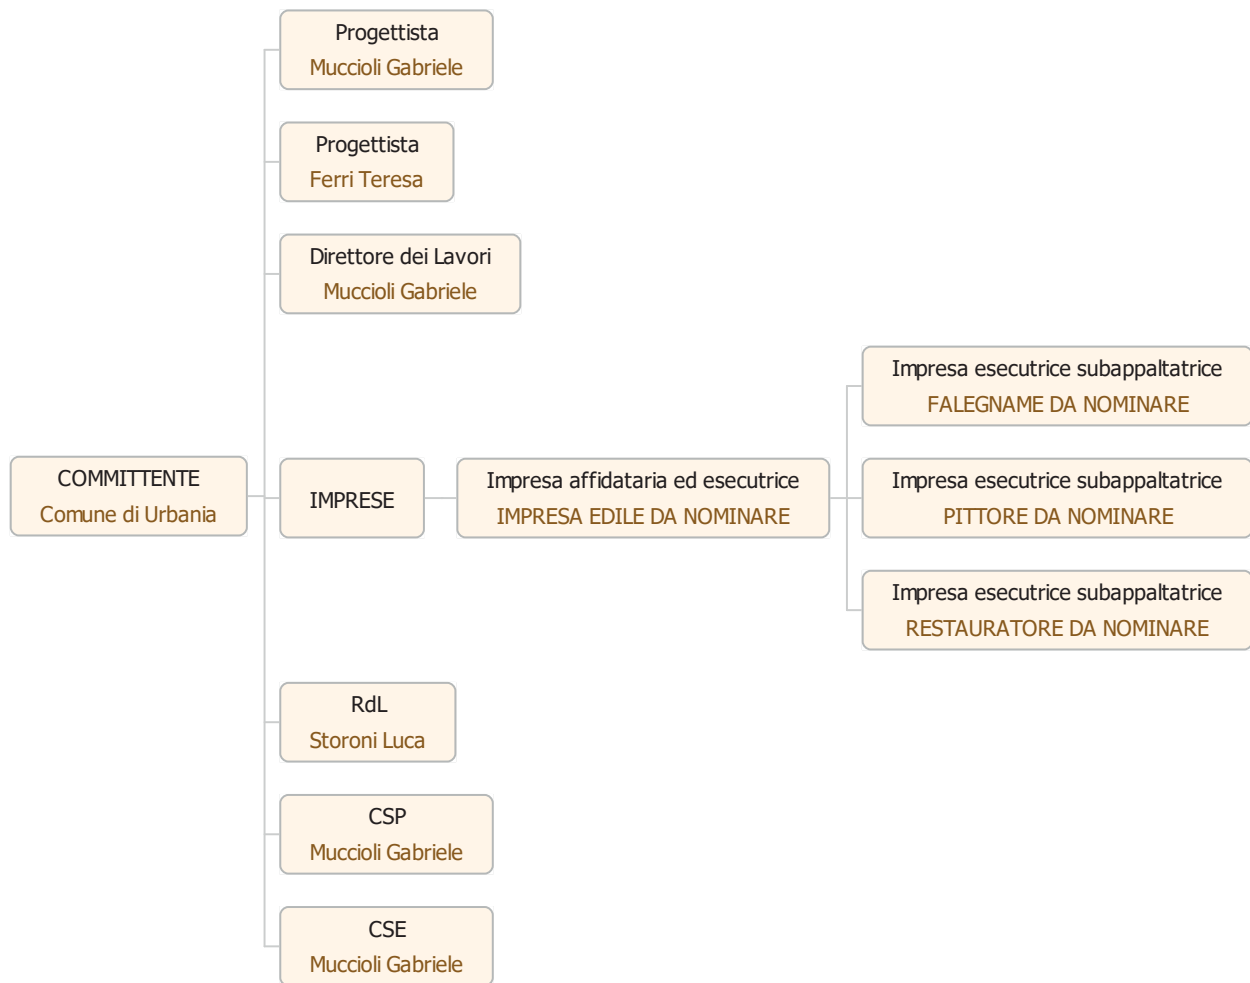 Progettista
Muccioli Gabriele
Progettista
Ferri Teresa
Direttore dei Lavori
Muccioli Gabriele
COMMITTENTE
Comune di Urbania
IMPRESE
Impresa affidataria ed esecutrice
IMPRESA EDILE DA NOMINARE
Impresa esecutrice subappaltatrice
FALEGNAME DA NOMINARE
Impresa esecutrice subappaltatrice
PITTORE DA NOMINARE
Impresa esecutrice subappaltatrice
RESTAURATORE DA NOMINARE
RdL
Storoni Luca
CSP
Muccioli Gabriele
CSE
Muccioli Gabriele